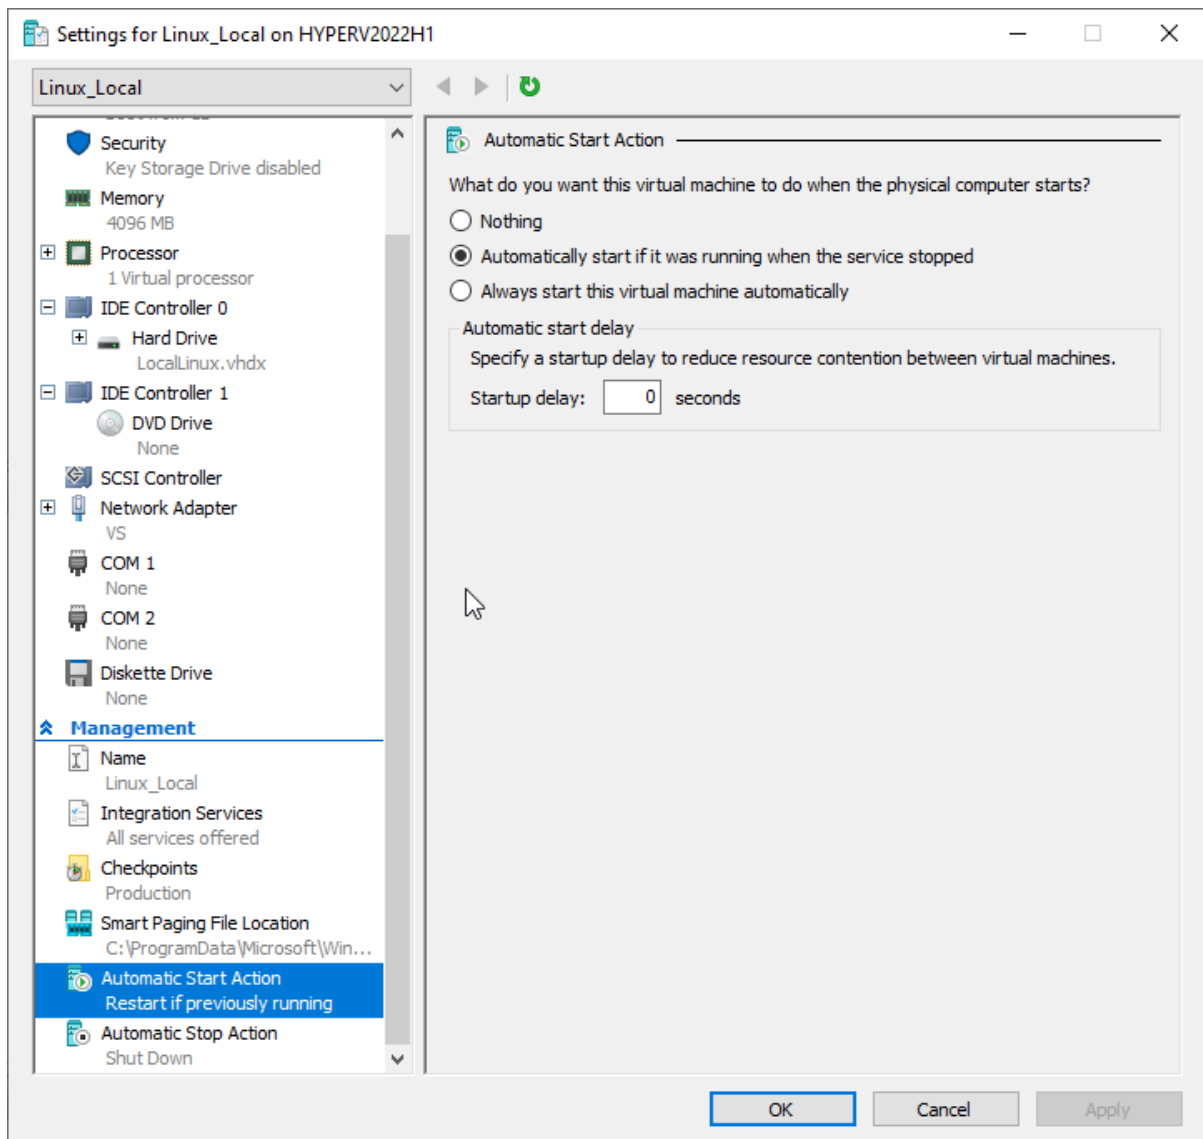 Settings for Linux_Local on HYPERV2022H1
Linux_Local
Security
Key Storage Drive disabled
Memory
4096 MB
Processor
1 Virtual processor
IDE Controller 0
Hard Drive
LocalLinux.vhdx
IDE Controller 1
DVD Drive
None
SCSI Controller
Network Adapter
VS
COM 1
None
COM 2
None
Diskette Drive
None
Management
Name
Linux_Local
Integration Services
All services offered
Checkpoints
Production
Smart Paging File Location
C:\ProgramData\Microsoft\Win...
Automatic Start Action
Restart if previously running
Automatic Stop Action
Shut Down
Automatic Start Action
What do you want this virtual machine to do when the physical computer starts?
Nothing
Automatically start if it was running when the service stopped
Always start this virtual machine automatically
Automatic start delay
Specify a startup delay to reduce resource contention between virtual machines.
Startup delay: 0 seconds
OK Cancel Apply